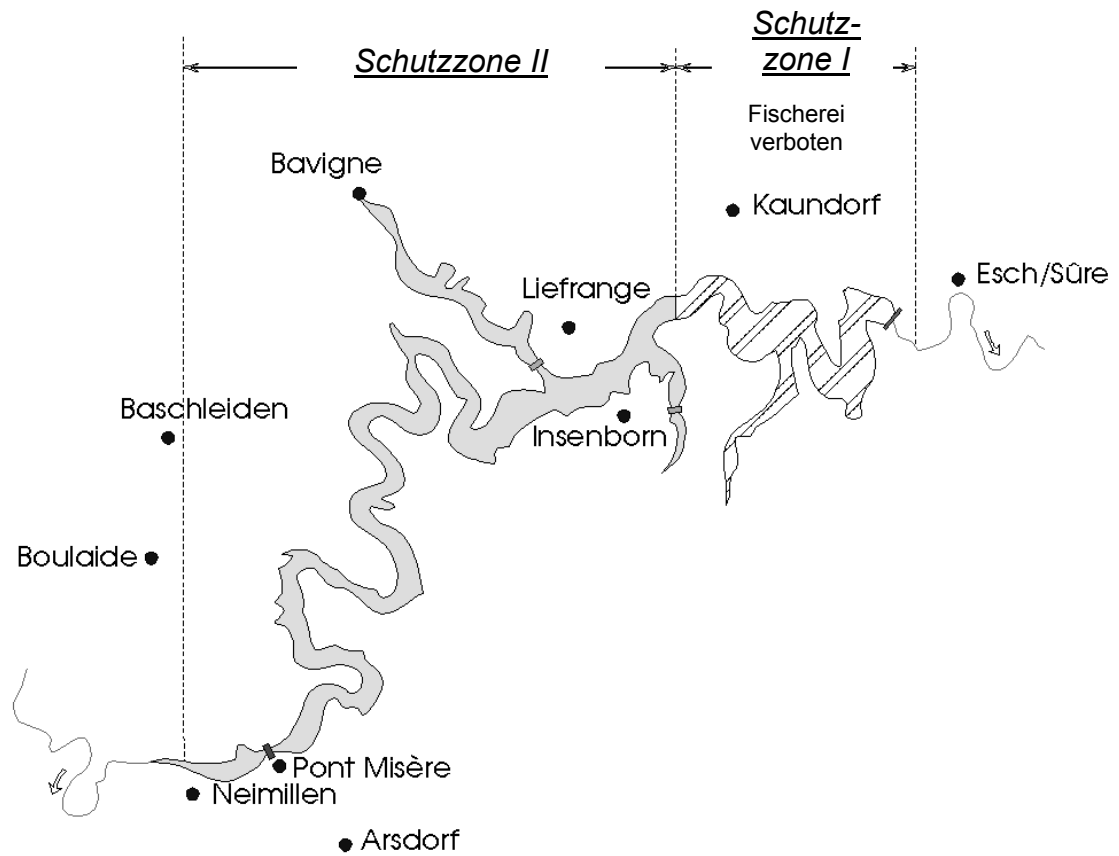 Schutzzone II
Schutz-
zone I
Fischerei
verboten
Bavigne
Kaundorf
Esch/Sûre
Liefrange
Baschleiden
Insenborn
Boulaide
Pont Misère
Neimillen
Arsdorf